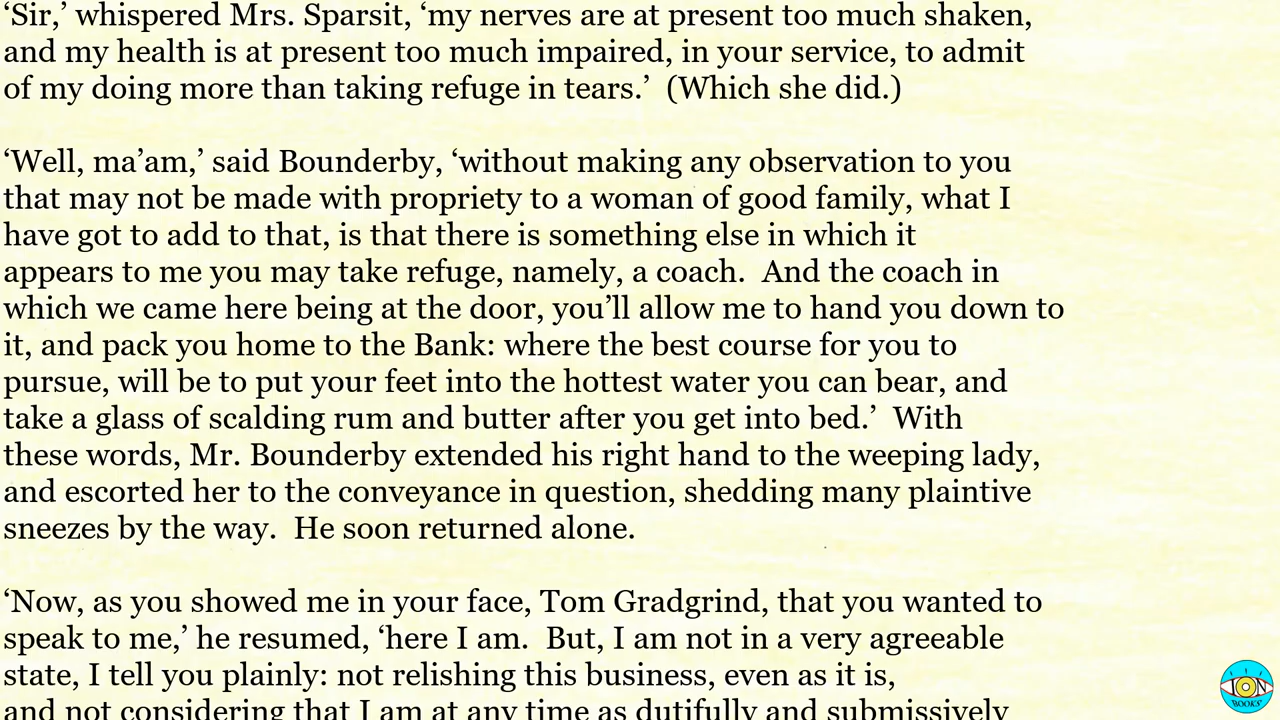 ‘Sir,’ whispered Mrs. Sparsit, ‘my nerves are at present too much shaken,
and my health is at present too much impaired, in your service, to admit
of my doing more than taking refuge in tears.’  (Which she did.)
‘Well, ma’am,’ said Bounderby, ‘without making any observation to you
that may not be made with propriety to a woman of good family, what I
have got to add to that, is that there is something else in which it
appears to me you may take refuge, namely, a coach.  And the coach in
which we came here being at the door, you’ll allow me to hand you down to
it, and pack you home to the Bank: where the best course for you to
pursue, will be to put your feet into the hottest water you can bear, and
take a glass of scalding rum and butter after you get into bed.’  With
these words, Mr. Bounderby extended his right hand to the weeping lady,
and escorted her to the conveyance in question, shedding many plaintive
sneezes by the way.  He soon returned alone.
‘Now, as you showed me in your face, Tom Gradgrind, that you wanted to
speak to me,’ he resumed, ‘here I am.  But, I am not in a very agreeable
state, I tell you plainly: not relishing this business, even as it is,
and not considering that I am at any time as dutifully and submissively
ION
BOOKS